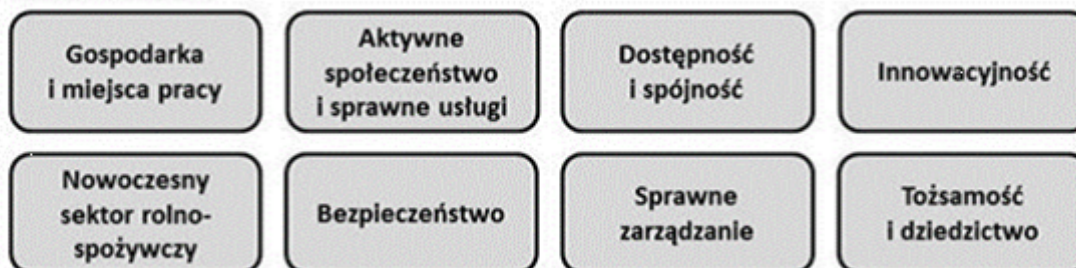 Gospodarka
i miejsca pracy
Aktywne
społeczeństwo
i sprawne usługi
Dostępność
i spójność
Innowacyjność
Nowoczesny
sektor rolno-
spożywczy
Bezpieczeństwo
Sprawne
zarządzanie
Tożsamość
i dziedzictwo